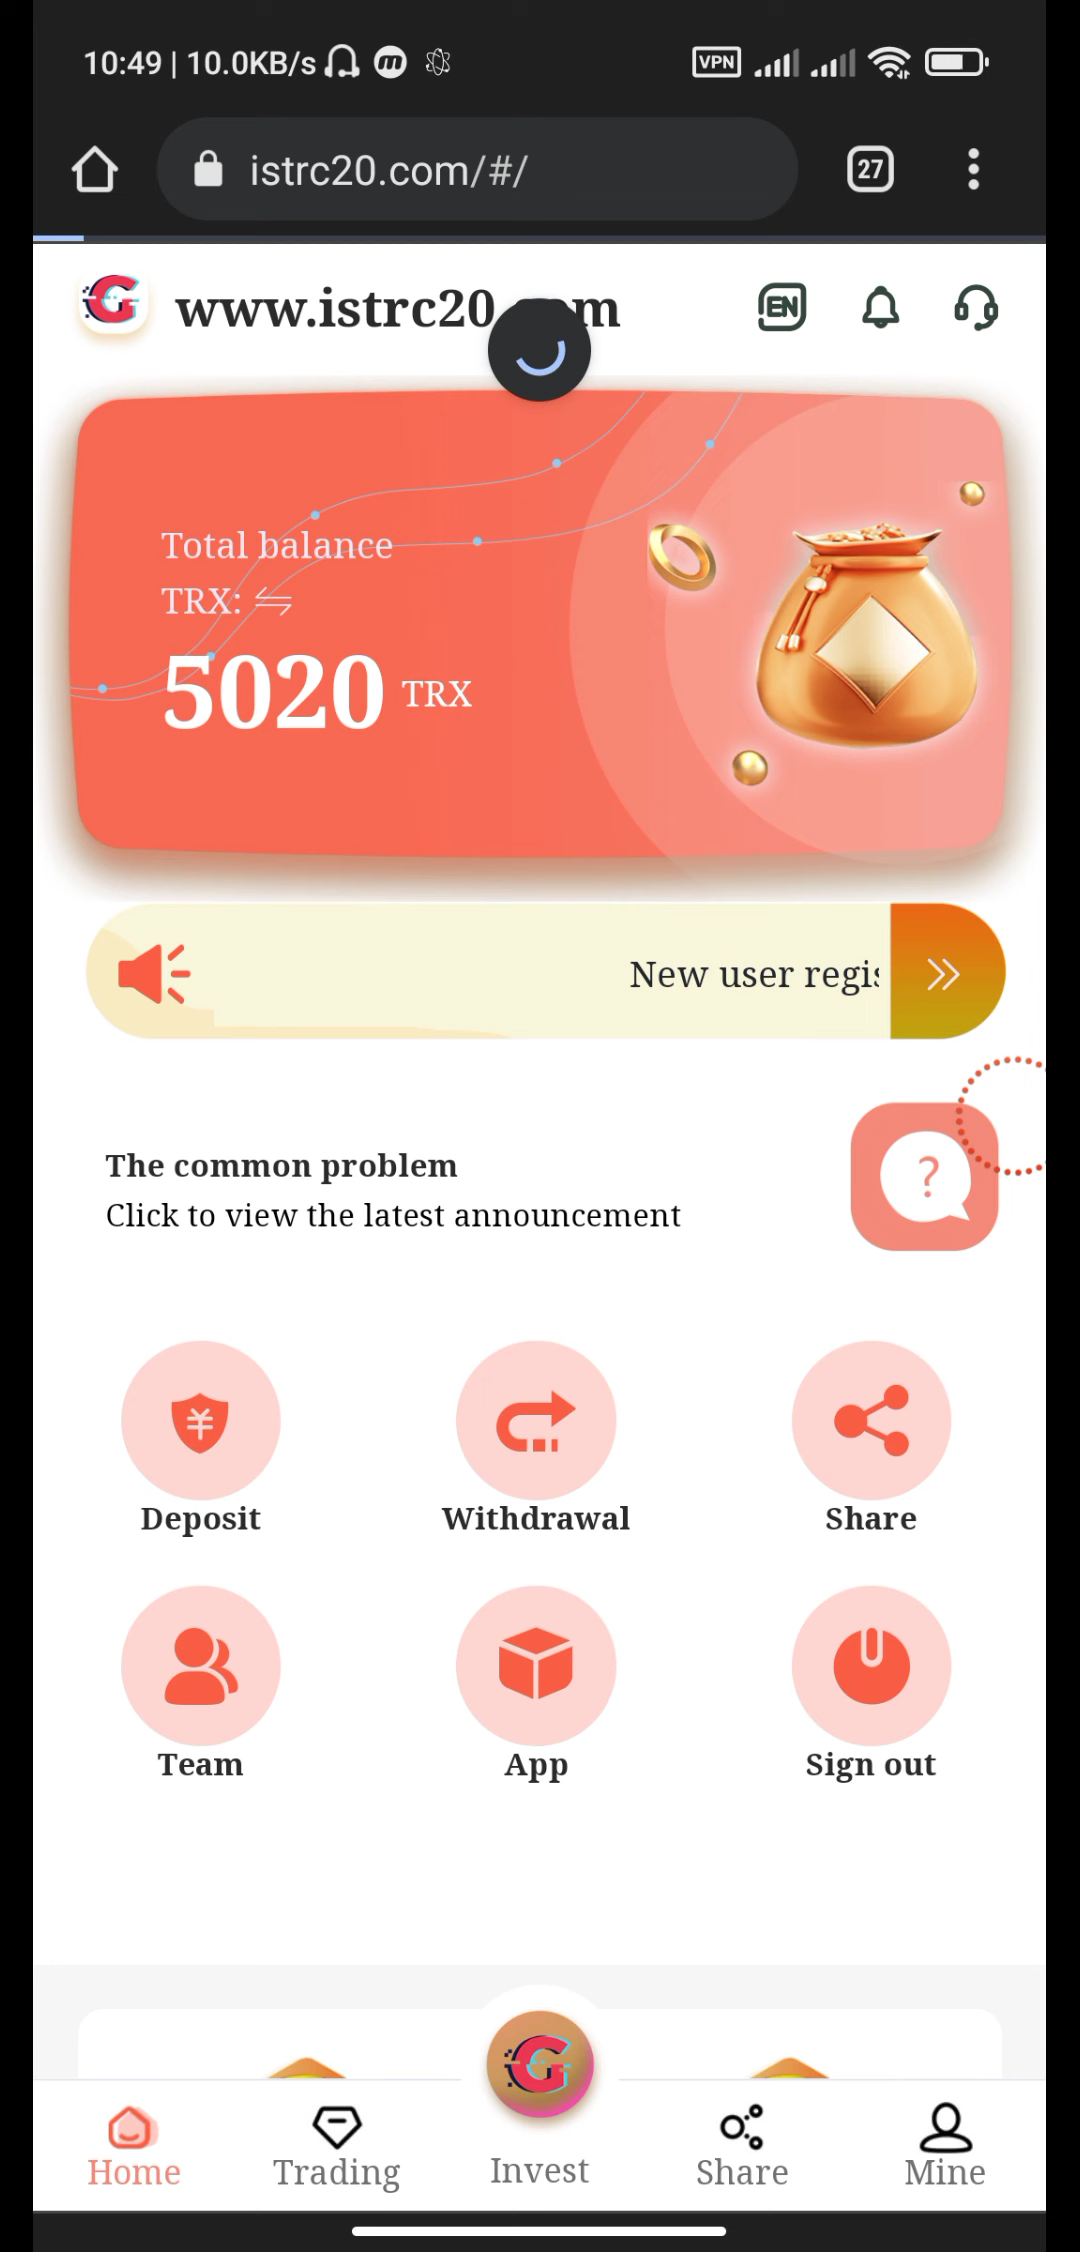 10:49 | 10.0KB/s
VPN
istrc20.com/#/
27
www.istrc20
EN
Total balance
TRX:
5020 TRX
New user regis
The common problem
Click to view the latest announcement
?
Deposit
Withdrawal
Share
Team
App
Sign out
G
Home
Trading
Invest
Share
Mine